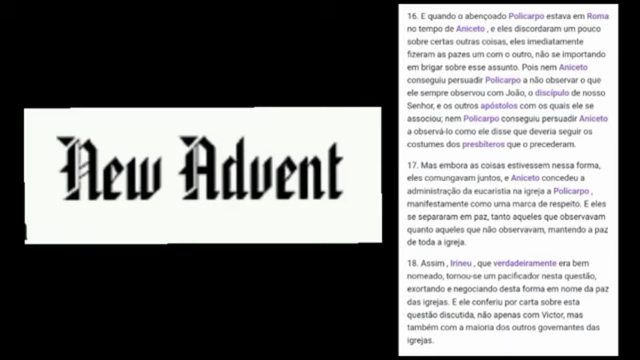 New Advent
16. E quando o abençoado Policarpo estava em Roma
no tempo de Aniceto , e eles discordaram um pouco
sobre certas outras coisas, eles imediatamente
fizeram as pazes um com o outro, não se importando
em brigar sobre esse assunto. Pois nem Aniceto
conseguiu persuadir Policarpo a não observar o que
ele sempre observou com João, o discípulo de nosso
Senhor, e os outros apóstolos com os quais ele se
associou; nem Policarpo conseguiu persuadir Aniceto
a observá-lo como ele disse que deveria seguir os
costumes dos presbíteros que o precederam.
17. Mas embora as coisas estivessem nessa forma,
eles comungavam juntos, e Aniceto concedeu a
administração da eucaristia na igreja a Policarpo ,
manifestamente como uma marca de respeito. E eles
se separaram em paz, tanto aqueles que observavam
quanto aqueles que não observavam, mantendo a paz
de toda a igreja.
18. Assim , Irineu , que verdadeiramente era bem
nomeado, tornou-se um pacificador nesta questão,
exortando e negociando desta forma em nome da paz
das igrejas. E ele conferiu por carta sobre esta
questão discutida, não apenas com Victor, mas
também com a maioria dos outros governantes das
igrejas.